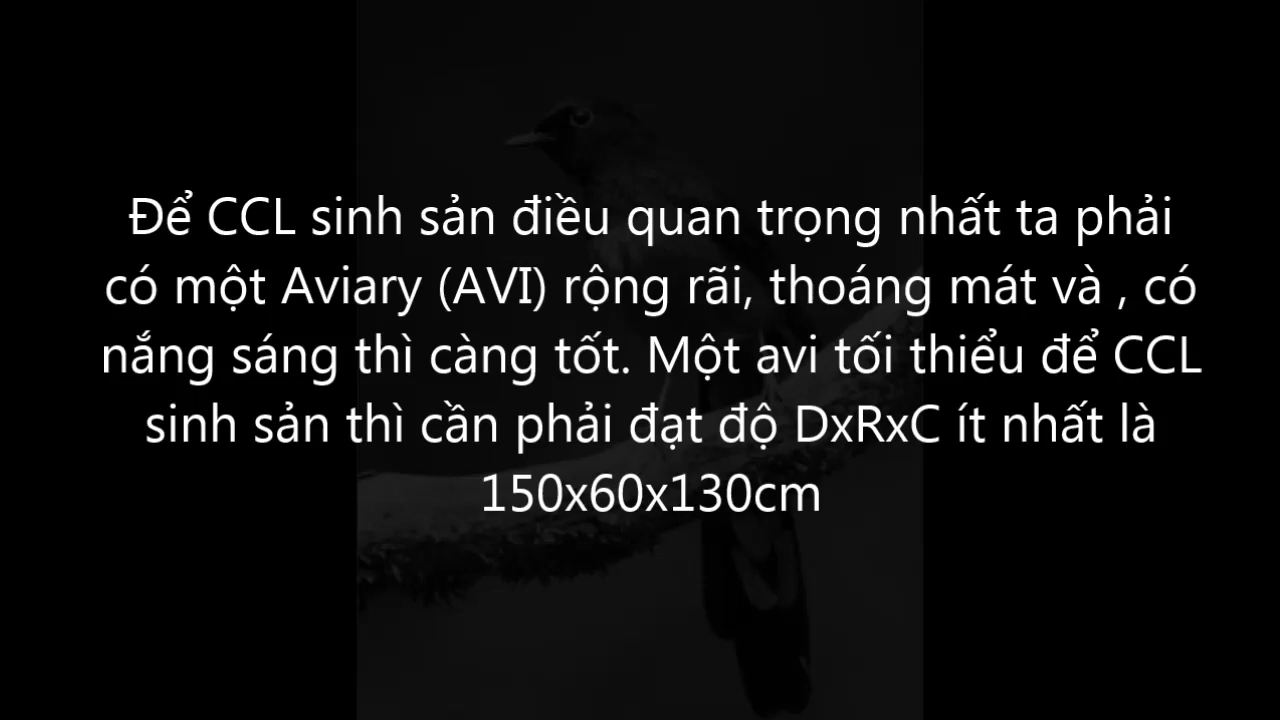 Để CCL sinh sản điều quan trọng nhất ta phải
có một Aviary (AVI) rộng rãi, thoáng mát và , có
nắng sáng thì càng tốt. Một avi tối thiểu để CCL
sinh sản thì cần phải đạt độ DxRxC ít nhất là
150x60x130cm